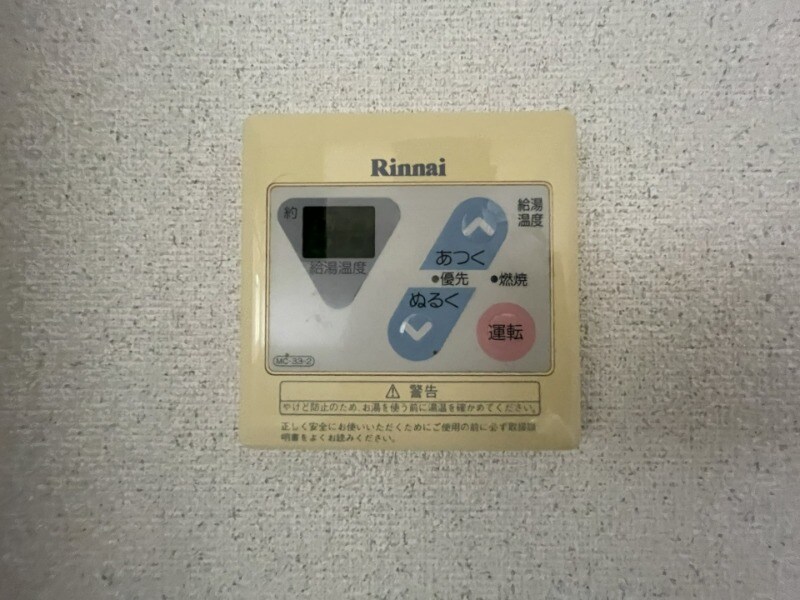 Rinnai
約
給湯温度
給湯
温度
あつく
優先
燃焼
ぬるく
運転
MC-33-2
警告
やけど防止のため、お湯を使う前に湯温を確かめてください。
正しく安全にお使いいただくためにご使用の前に必ず取扱説
明書をよくお読みください。